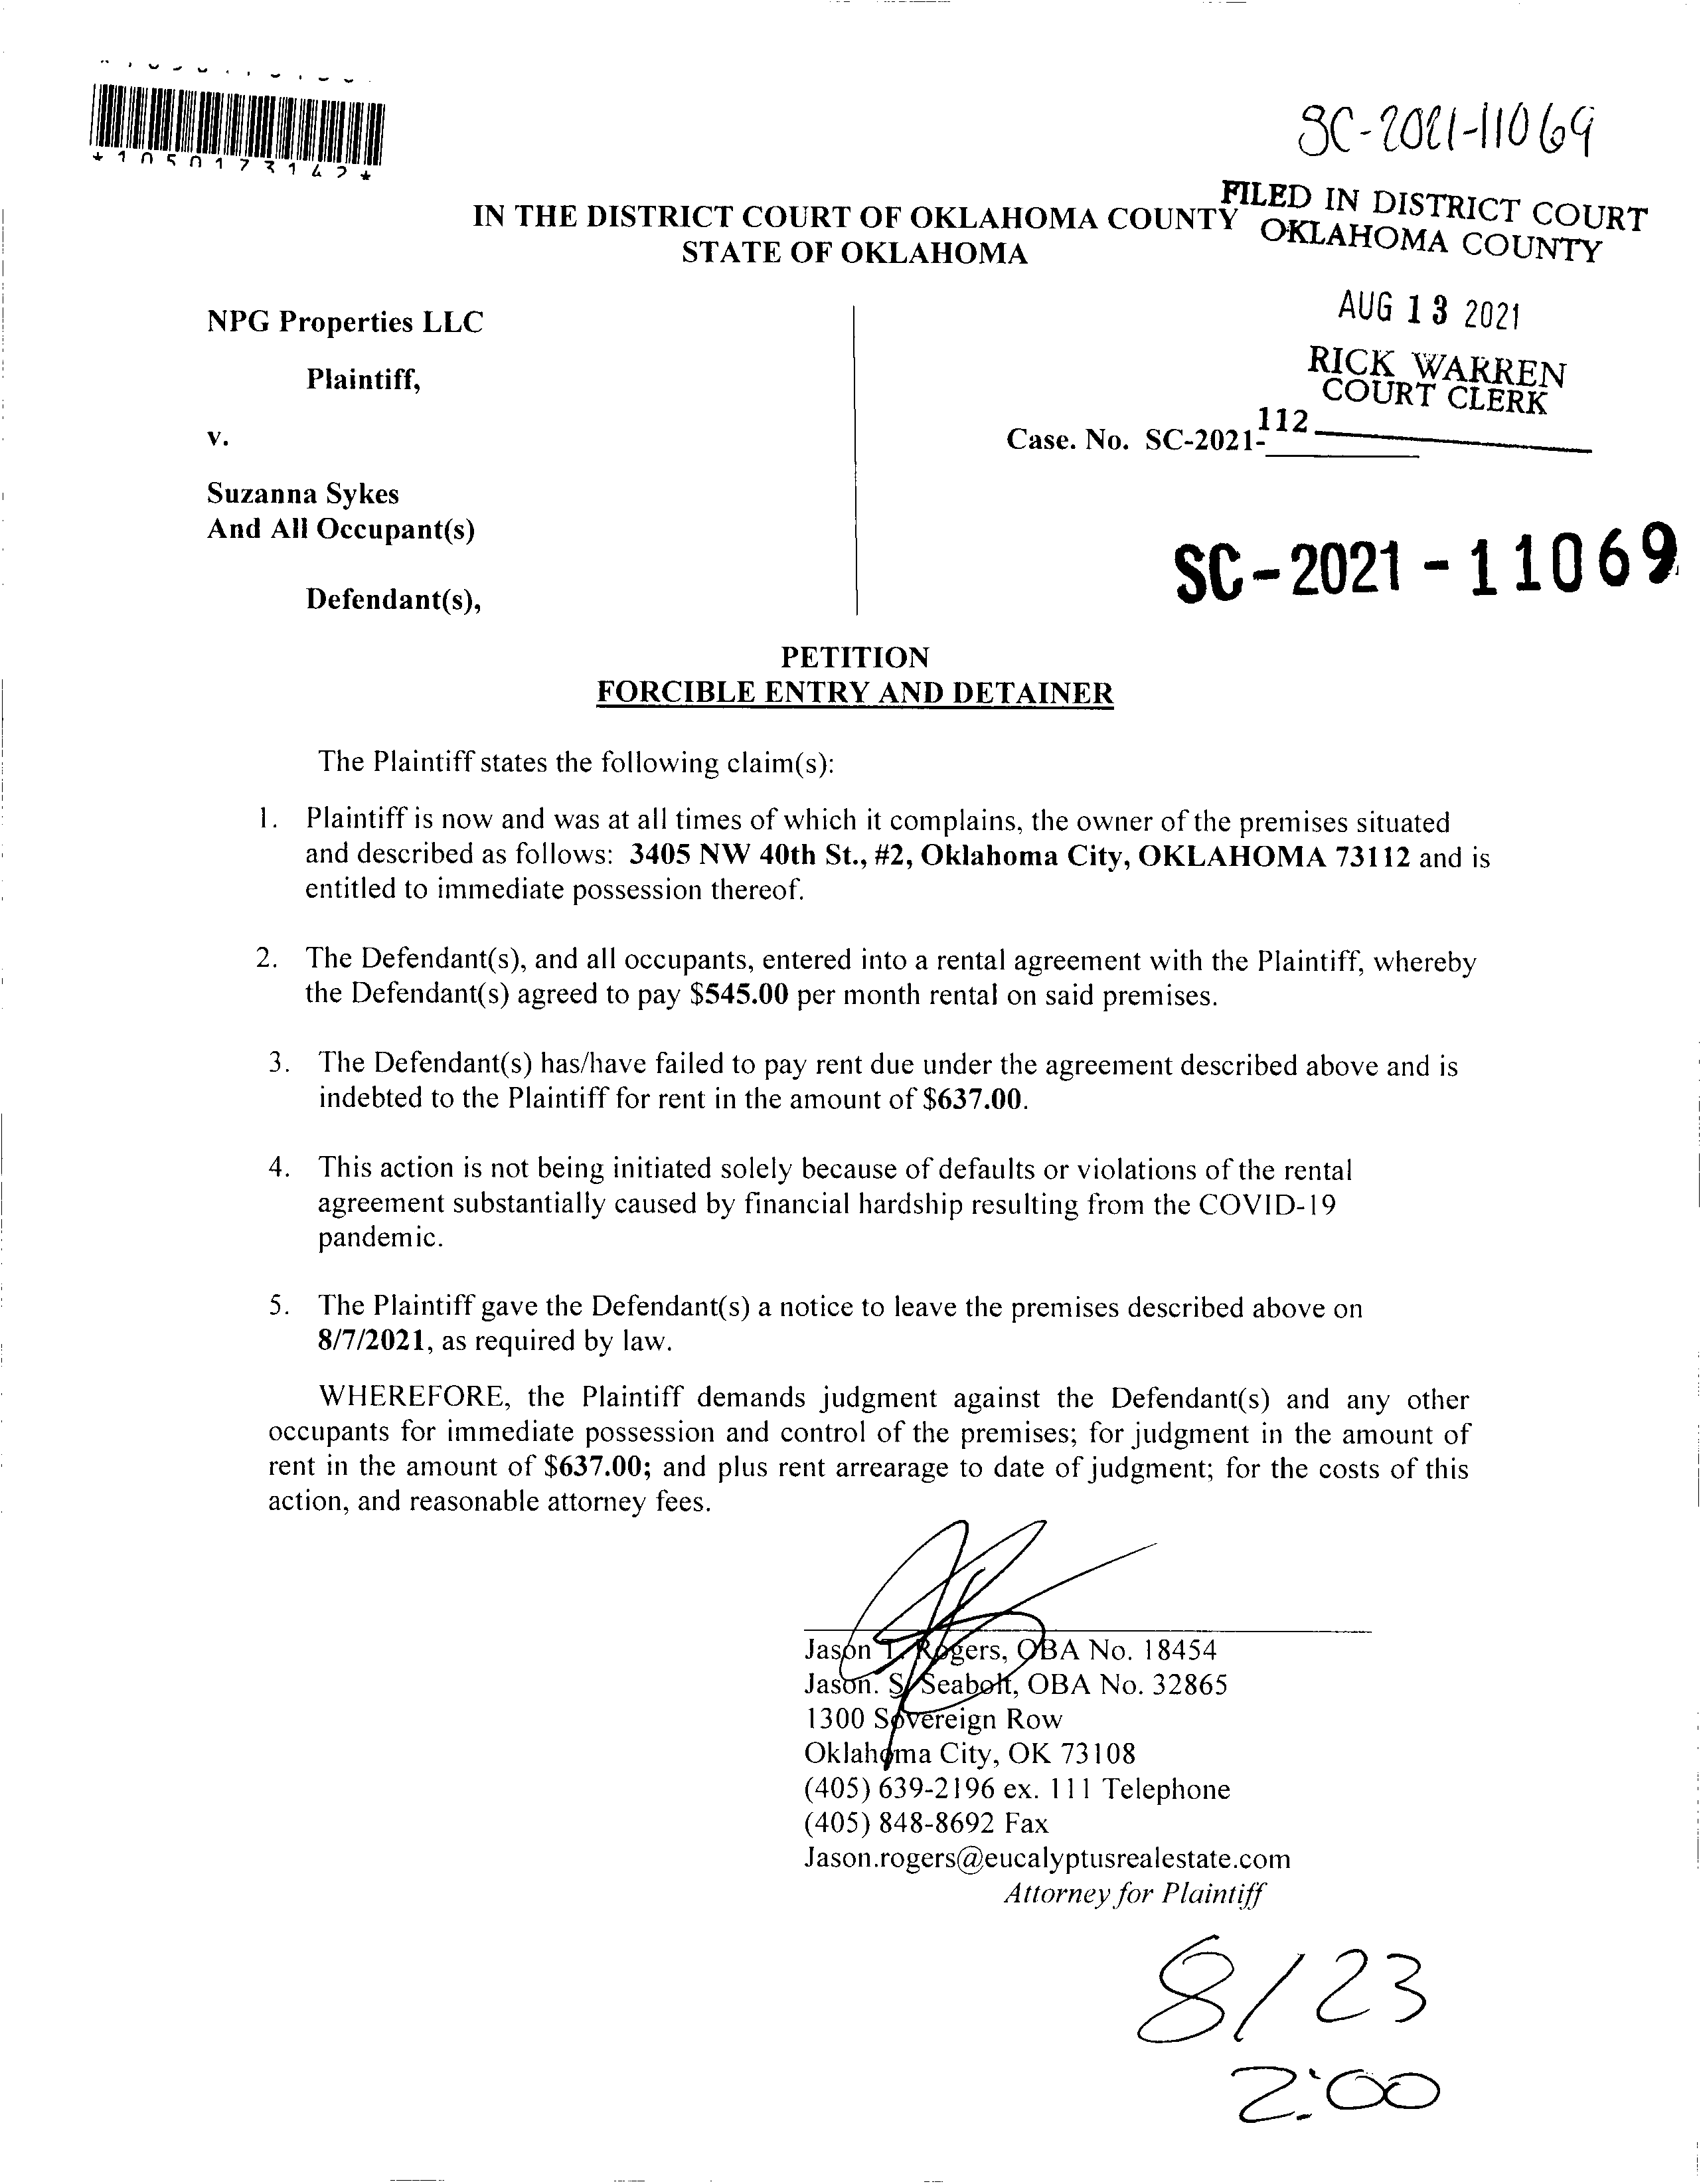 *1050173142*
SC-2021-11069
FILED IN DISTRICT COURT
OKLAHOMA COUNTY
IN THE DISTRICT COURT OF OKLAHOMA COUNTY
STATE OF OKLAHOMA
AUG 13 2021
RICK WARREN
COURT CLERK
112
NPG Properties LLC
Plaintiff,
v.
Case. No. SC-2021-
Suzanna Sykes
And All Occupant(s)
SC-2021-11069
Defendant(s),
PETITION
FORCIBLE ENTRY AND DETAINER
The Plaintiff states the following claim(s):
1. Plaintiff is now and was at all times of which it complains, the owner of the premises situated
and described as follows: 3405 NW 40th St., #2, Oklahoma City, OKLAHOMA 73112 and is
entitled to immediate possession thereof.
2. The Defendant(s), and all occupants, entered into a rental agreement with the Plaintiff, whereby
the Defendant(s) agreed to pay $545.00 per month rental on said premises.
3. The Defendant(s) has/have failed to pay rent due under the agreement described above and is
indebted to the Plaintiff for rent in the amount of $637.00.
4. This action is not being initiated solely because of defaults or violations of the rental
agreement substantially caused by financial hardship resulting from the COVID-19
pandemic.
5. The Plaintiff gave the Defendant(s) a notice to leave the premises described above on
8/7/2021, as required by law.
WHEREFORE, the Plaintiff demands judgment against the Defendant(s) and any other
occupants for immediate possession and control of the premises; for judgment in the amount of
rent in the amount of $637.00; and plus rent arrearage to date of judgment; for the costs of this
action, and reasonable attorney fees.
Jason T. Rogers, OBA No. 18454
Jason. S. Seabolt, OBA No. 32865
1300 Sovereign Row
Oklahoma City, OK 73108
(405) 639-2196 ex. 111 Telephone
(405) 848-8692 Fax
Jason.rogers@eucalyptusrealestate.com
Attorney for Plaintiff
8/23
2:00